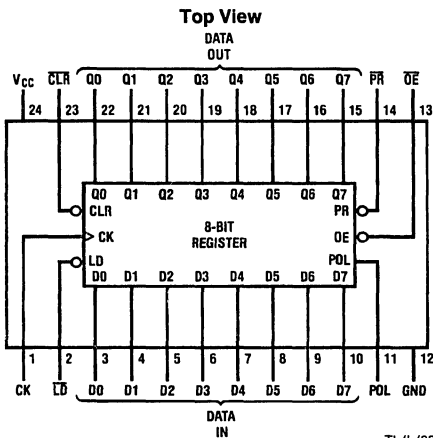 Top View
DATA
OUT
VCC CLR Q0 Q1 Q2 Q3 Q4 Q5 Q6 Q7 PR OE
24 23 22 21 20 19 18 17 16 15 14 13
Q0 Q1 Q2 Q3 Q4 Q5 Q6 Q7
CLR 8-BIT PR
CK REGISTER OE
LD POL
D0 D1 D2 D3 D4 D5 D6 D7
1 2 3 4 5 6 7 8 9 10 11 12
CK LD D0 D1 D2 D3 D4 D5 D6 D7 POL GND
DATA
IN